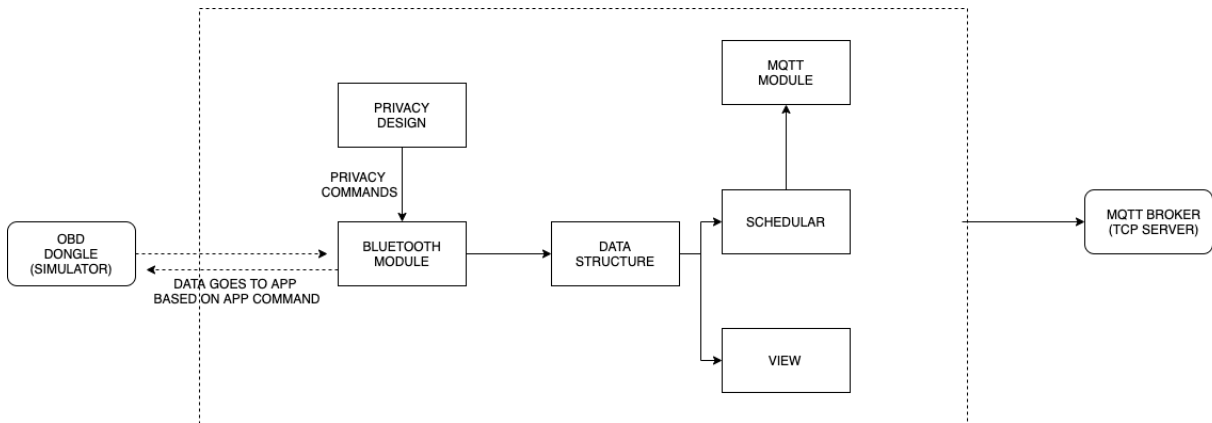 MQTT
MODULE
PRIVACY
DESIGN
PRIVACY
COMMANDS
OBD
DONGLE
(SIMULATOR)
BLUETOOTH
MODULE
DATA
STRUCTURE
SCHEDULAR
MQTT BROKER
(TCP SERVER)
DATA GOES TO APP
BASED ON APP COMMAND
VIEW